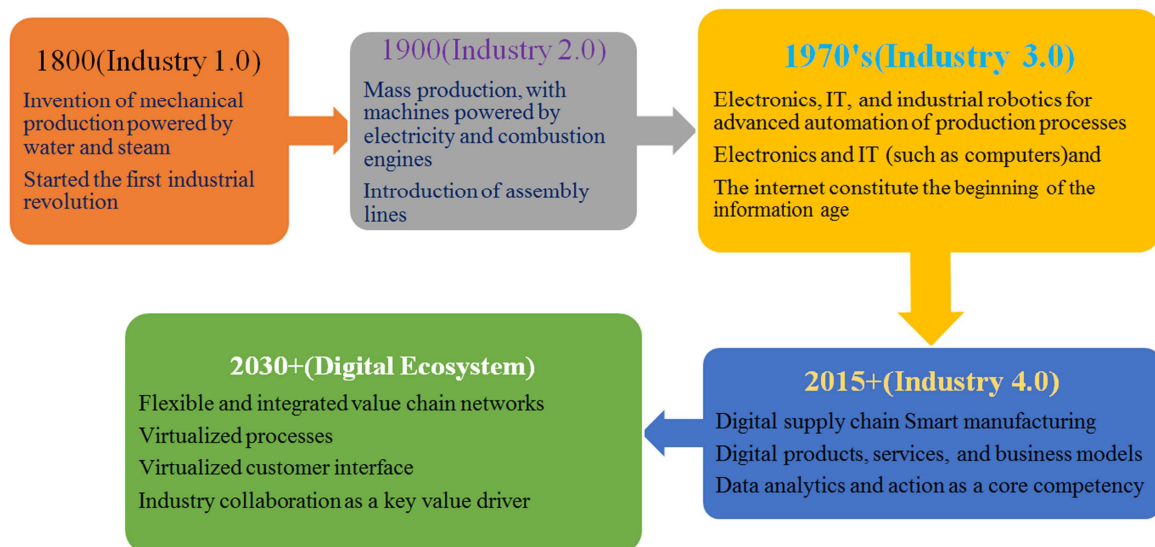 1800(Industry 1.0)
Invention of mechanical
production powered by
water and steam
Started the first industrial
revolution
1900(Industry 2.0)
Mass production, with
machines powered by
electricity and combustion
engines
Introduction of assembly
lines
1970's(Industry 3.0)
Electronics, IT, and industrial robotics for
advanced automation of production processes
Electronics and IT (such as computers)and
The internet constitute the beginning of the
information age
2015+(Industry 4.0)
Digital supply chain Smart manufacturing
Digital products, services, and business models
Data analytics and action as a core competency
2030+(Digital Ecosystem)
Flexible and integrated value chain networks
Virtualized processes
Virtualized customer interface
Industry collaboration as a key value driver